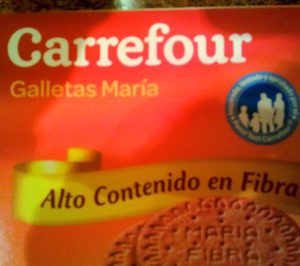 Carrefour
Galletas María
Alto Contenido en Fibra
MARIA
FIBRA